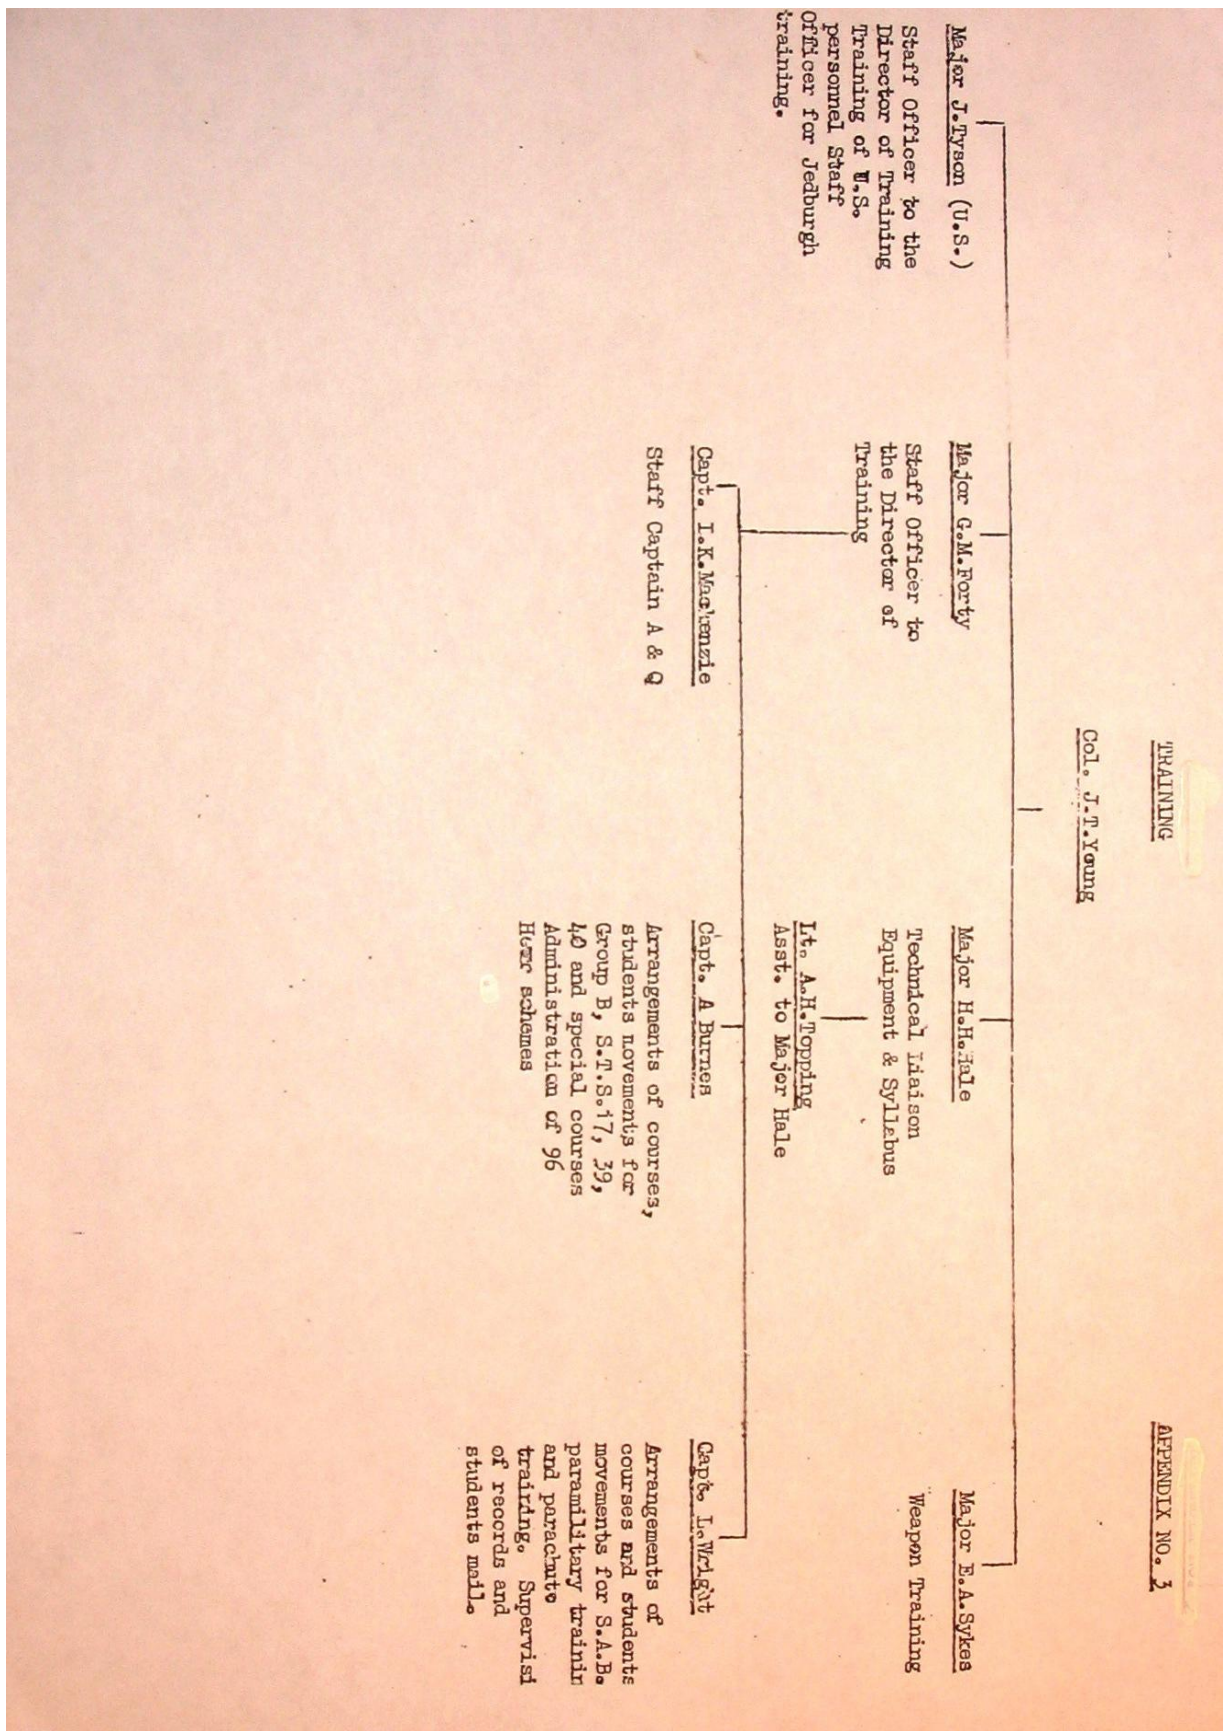 APPENDIX NO. 3
TRAINING
Col. J.T.Young
Major J.Tyson (U.S.)
Staff Officer to the
Director of Training
Training of U.S.
personnel Staff
Officer for Jedburgh
training.
Major G.M.Forty
Staff Officer to
the Director of
Training
Major H.H.Hale
Technical Liaison
Equipment & Syllabus
Lt. A.H.Topping
Asst. to Major Hale
Major E.A.Sykes
Weapon Training
Capt. I.K.Mackenzie
Staff Captain A & Q
Capt. A Burnes
Arrangements of courses,
students movements for
Group B, S.T.S.17, 39,
40 and special courses
Administration of 96
Hour schemes
Capt. L.Wright
Arrangements of
courses and students
movements for S.A.B.
paramilitary trainin
and parachute
training. Supervisi
of records and
students mail.